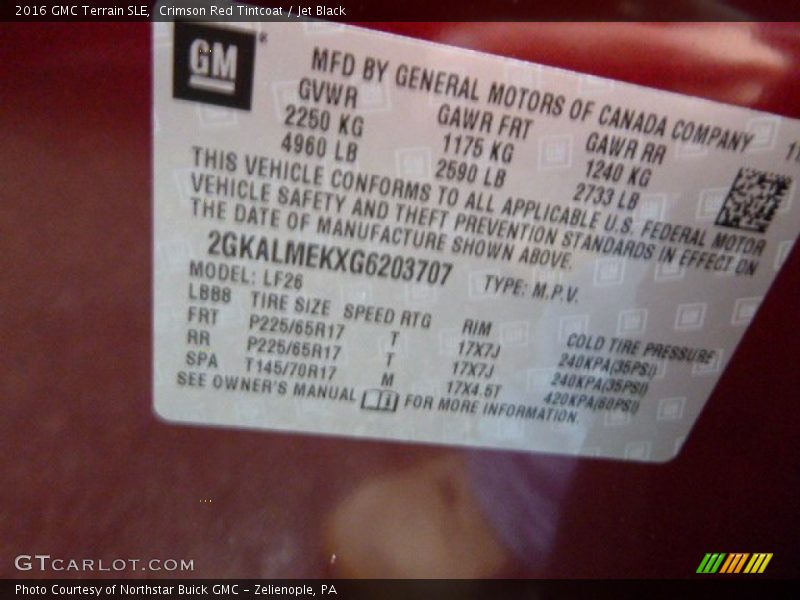 2016 GMC Terrain SLE,  Crimson Red Tintcoat / Jet Black
GM
MFD BY GENERAL MOTORS OF CANADA COMPANY
GVWR GAWR FRT GAWR RR
2250 KG 1175 KG 1240 KG
4960 LB 2590 LB 2733 LB
THIS VEHICLE CONFORMS TO ALL APPLICABLE U.S. FEDERAL MOTOR
VEHICLE SAFETY AND THEFT PREVENTION STANDARDS IN EFFECT ON
THE DATE OF MANUFACTURE SHOWN ABOVE.
2GKALMEKXG6203707 TYPE: M.P.V.
MODEL: LF26
LBB8 TIRE SIZE SPEED RTG RIM COLD TIRE PRESSURE
FRT P225/65R17 T 17X7J 240KPA(35PSI)
RR P225/65R17 T 17X7J 240KPA(35PSI)
SPA T145/70R17 M 17X4.5T 420KPA(60PSI)
SEE OWNER'S MANUAL FOR MORE INFORMATION.
GTCARLOT.COM
Photo Courtesy of Northstar Buick GMC – Zelienople, PA